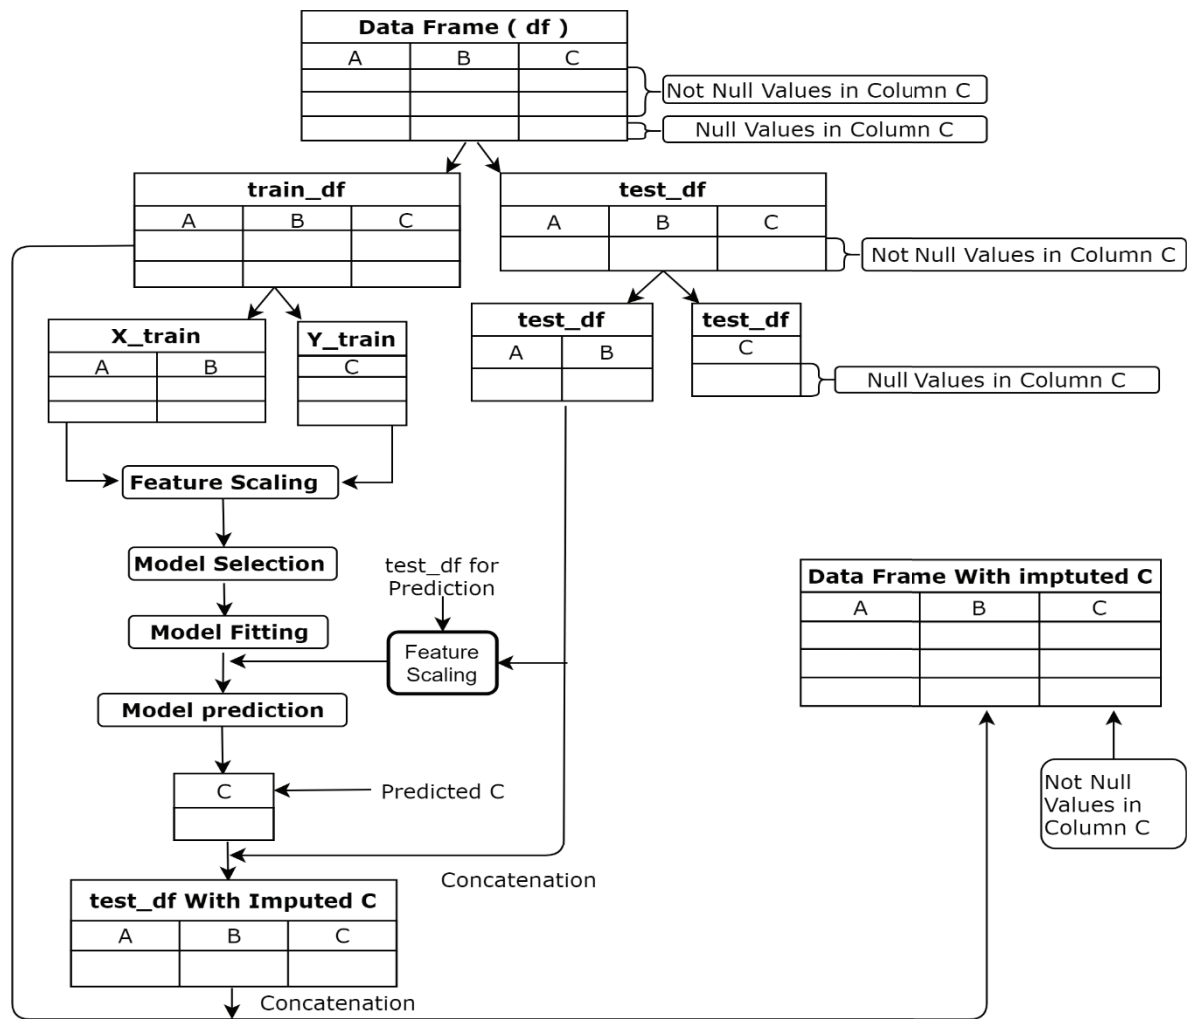 Data Frame ( df )
A B C
Not Null Values in Column C
Null Values in Column C
train_df
A B C
test_df
A B C
Not Null Values in Column C
X_train
A B
Y_train
C
test_df
A B
test_df
C
Null Values in Column C
Feature Scaling
Model Selection
test_df for
Prediction
Model Fitting
Feature
Scaling
Model prediction
C
Predicted C
Concatenation
test_df With Imputed C
A B C
Concatenation
Data Frame With imptuted C
A B C
Not Null
Values in
Column C